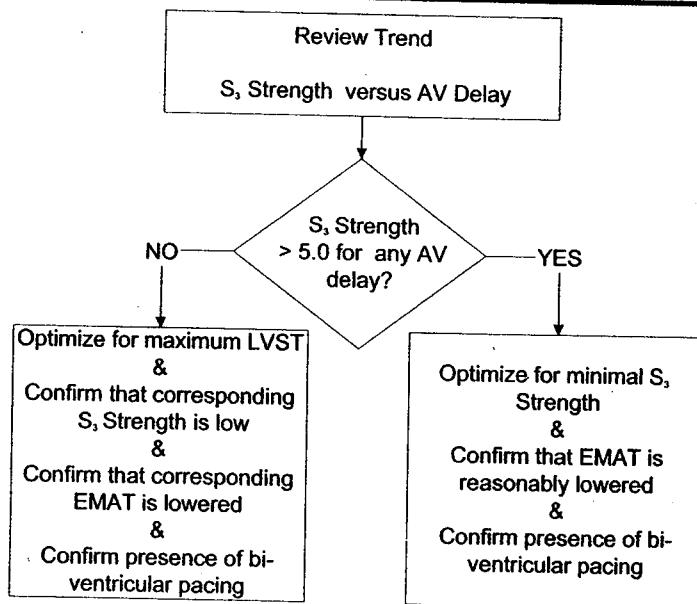 Review Trend
S₃ Strength versus AV Delay
S₃ Strength
> 5.0 for any AV
delay?
NO
YES
Optimize for maximum LVST
&
Confirm that corresponding
S₃ Strength is low
&
Confirm that corresponding
EMAT is lowered
&
Confirm presence of bi-
ventricular pacing
Optimize for minimal S₃
Strength
&
Confirm that EMAT is
reasonably lowered
&
Confirm presence of bi-
ventricular pacing